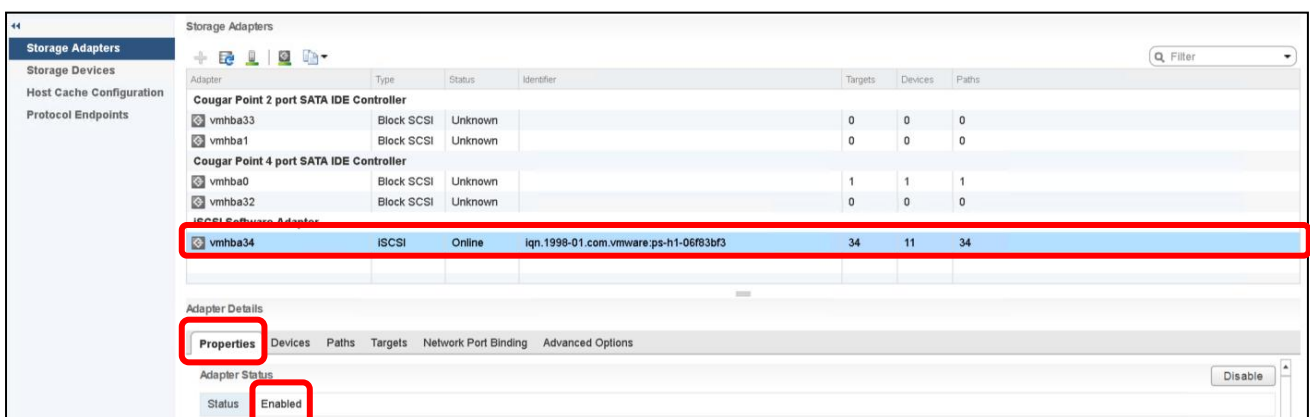 Storage Adapters
Storage Adapters
Storage Devices
Host Cache Configuration
Protocol Endpoints
Filter
Adapter Type Status Identifier Targets Devices Paths
Cougar Point 2 port SATA IDE Controller
vmhba33 Block SCSI Unknown 0 0 0
vmhba1 Block SCSI Unknown 0 0 0
Cougar Point 4 port SATA IDE Controller
vmhba0 Block SCSI Unknown 1 1 1
vmhba32 Block SCSI Unknown 0 0 0
iSCSI Software Adapter
vmhba34 iSCSI Online iqn.1998-01.com.vmware:ps-h1-06f83bf3 34 11 34
Adapter Details
Properties Devices Paths Targets Network Port Binding Advanced Options
Adapter Status Disable
Status Enabled